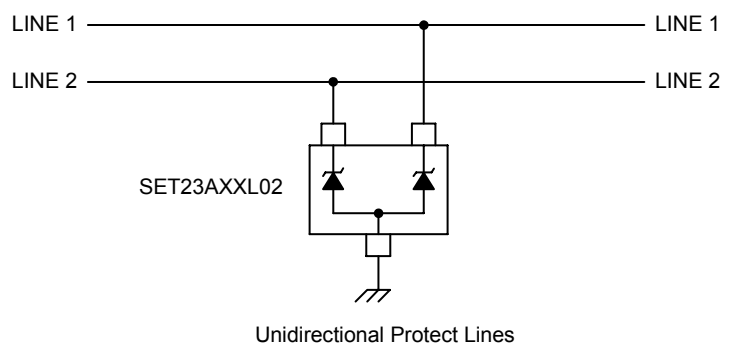 LINE 1 LINE 1
LINE 2 LINE 2
SET23AXXL02
Unidirectional Protect Lines